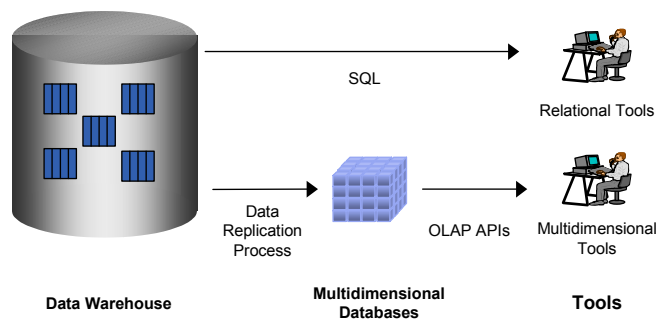 SQL
Relational Tools
Data
Replication
Process
OLAP APIs
Multidimensional
Tools
Data Warehouse
Multidimensional
Databases
Tools